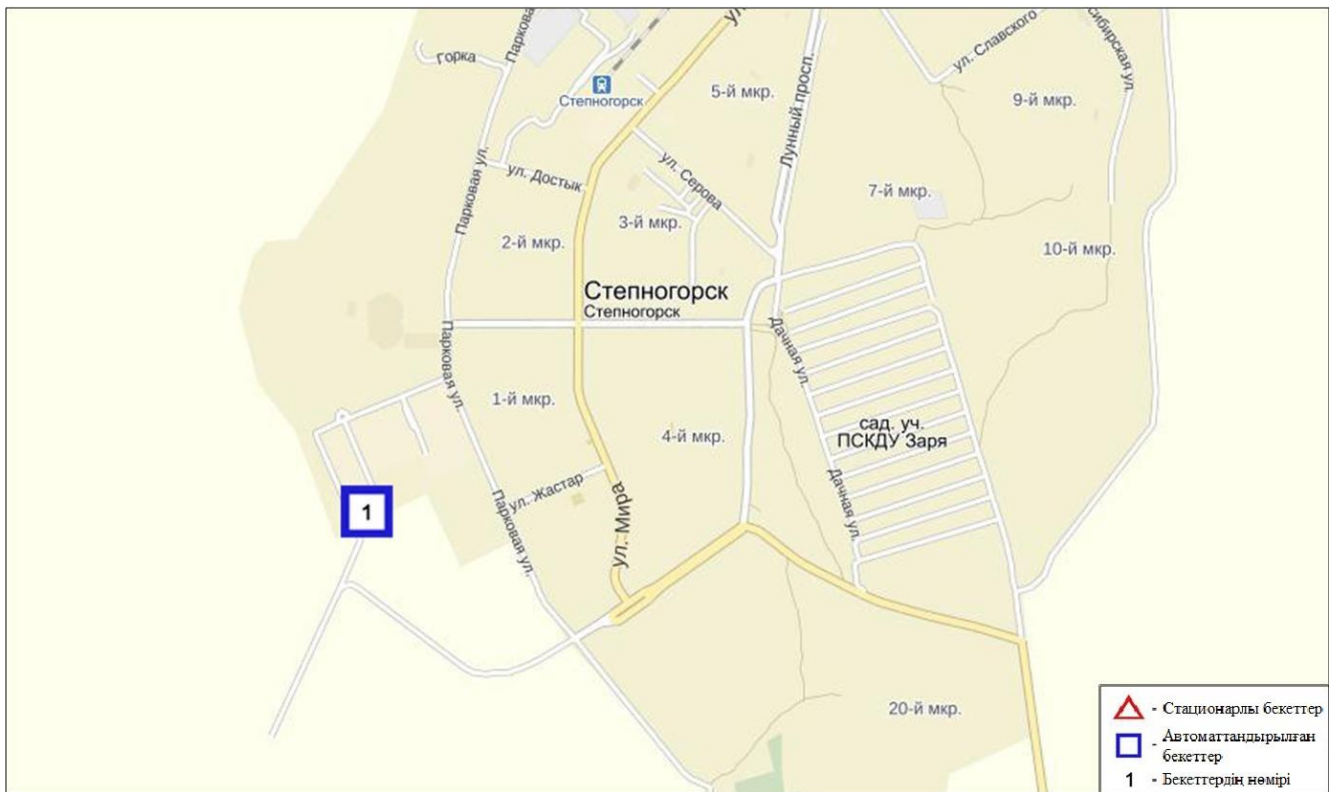 Горка
Парковая
ул.
Степногорск
5-й мкр.
Лунный просп.
ул. Славского
сибирская ул.
9-й мкр.
Парковая ул.
ул. Достык
ул. Серова
7-й мкр.
3-й мкр.
2-й мкр.
10-й мкр.
Степногорск
Степногорск
Парковая ул.
Дачная ул.
1-й мкр.
4-й мкр.
сад. уч.
ПСКДУ Заря
ул. Жастар
Дачная ул.
1
Парковая ул.
ул. Мира
20-й мкр.
- Стационарлы бекеттер
- Автоматтандырылған
бекеттер
1 - Бекеттердің нөмірі